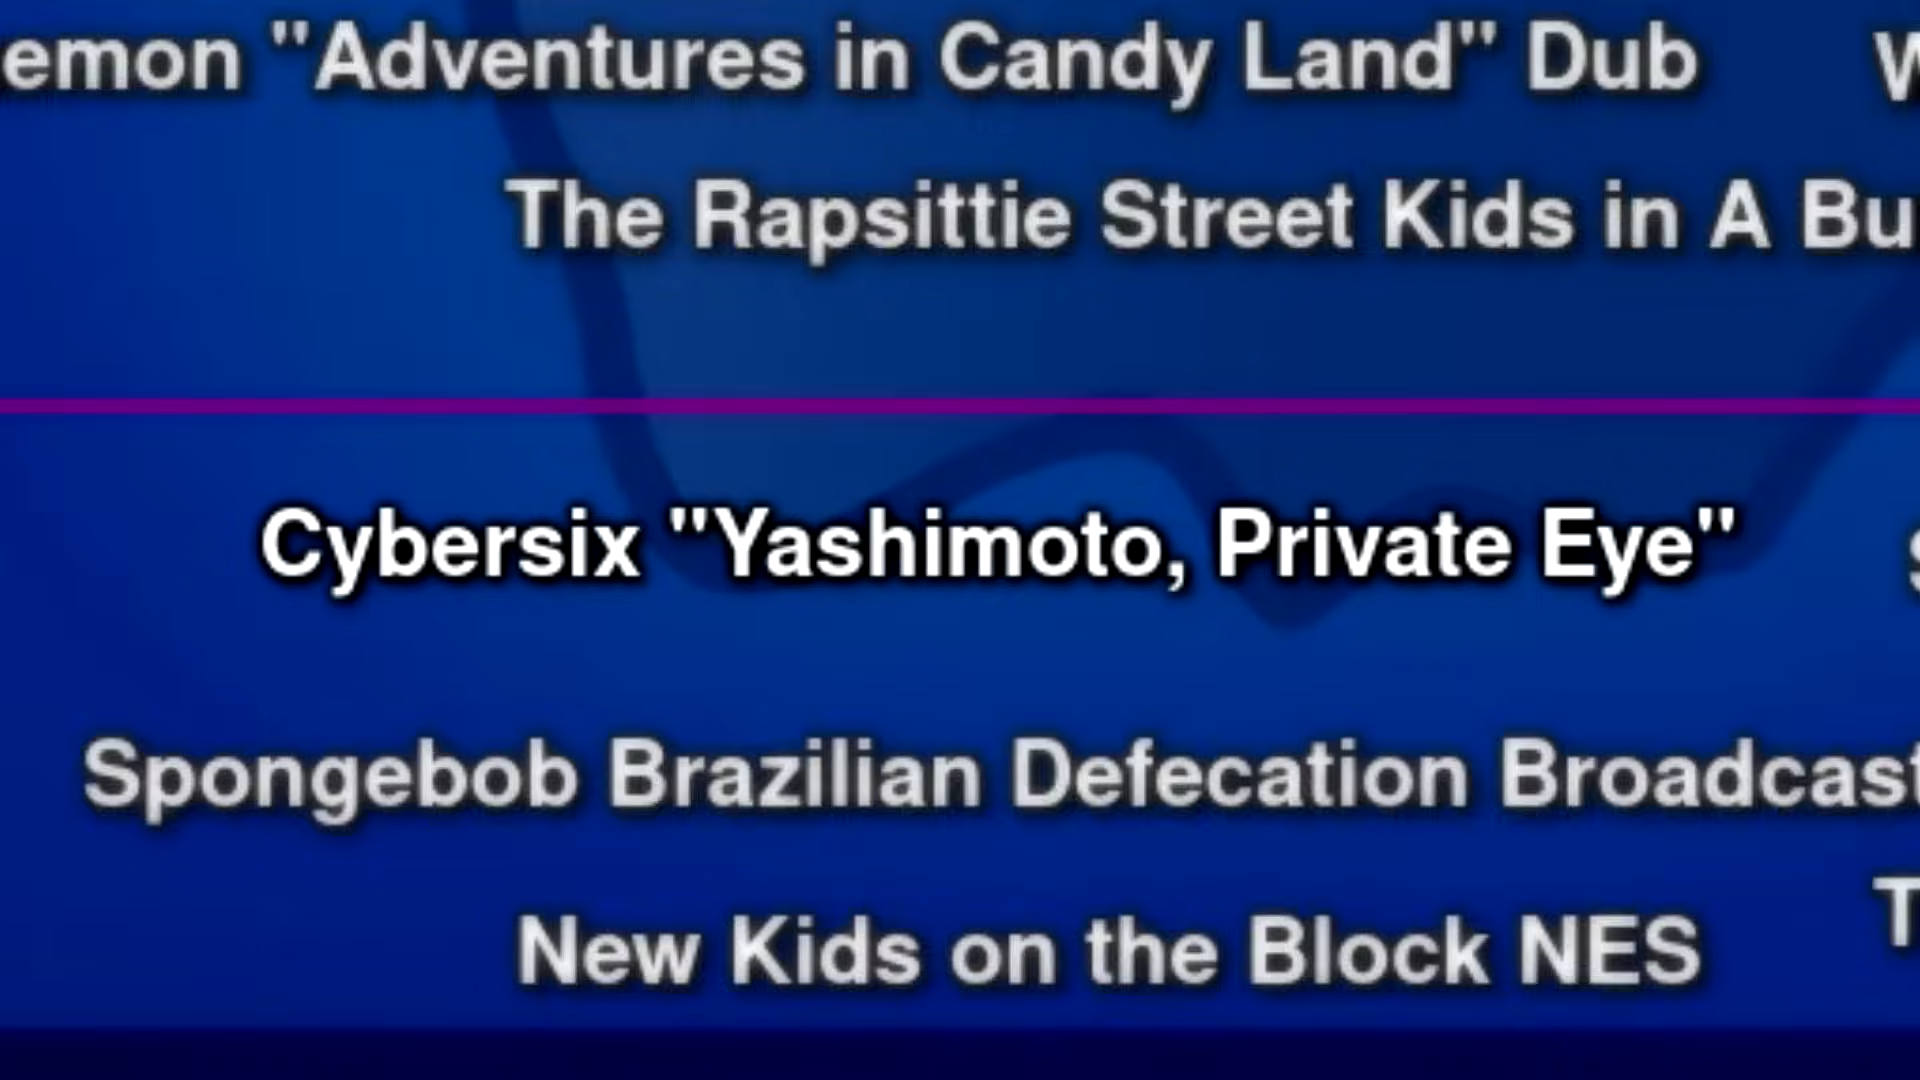 emon "Adventures in Candy Land" Dub W
The Rapsittie Street Kids in A Bu
Cybersix "Yashimoto, Private Eye"
Spongebob Brazilian Defecation Broadcast
New Kids on the Block NES T